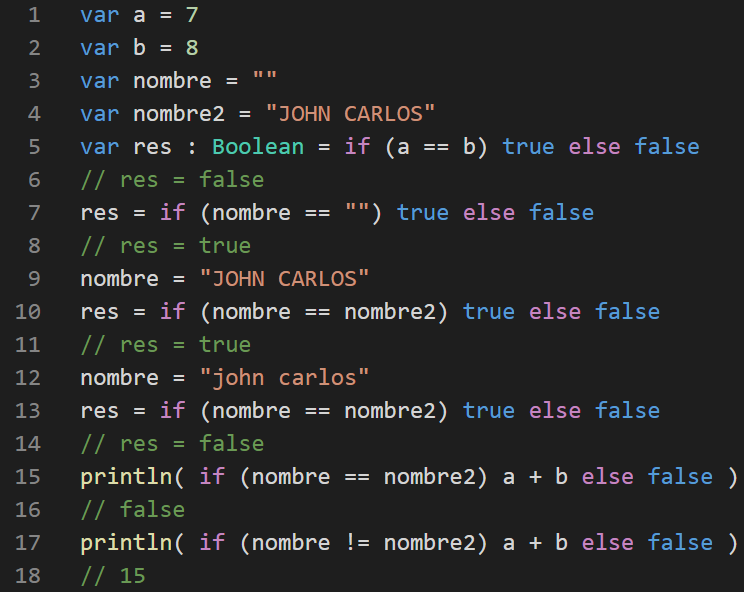 1 var a = 7
2 var b = 8
3 var nombre = ""
4 var nombre2 = "JOHN CARLOS"
5 var res : Boolean = if (a == b) true else false
6 // res = false
7 res = if (nombre == "") true else false
8 // res = true
9 nombre = "JOHN CARLOS"
10 res = if (nombre == nombre2) true else false
11 // res = true
12 nombre = "john carlos"
13 res = if (nombre == nombre2) true else false
14 // res = false
15 println( if (nombre == nombre2) a + b else false )
16 // false
17 println( if (nombre != nombre2) a + b else false )
18 // 15